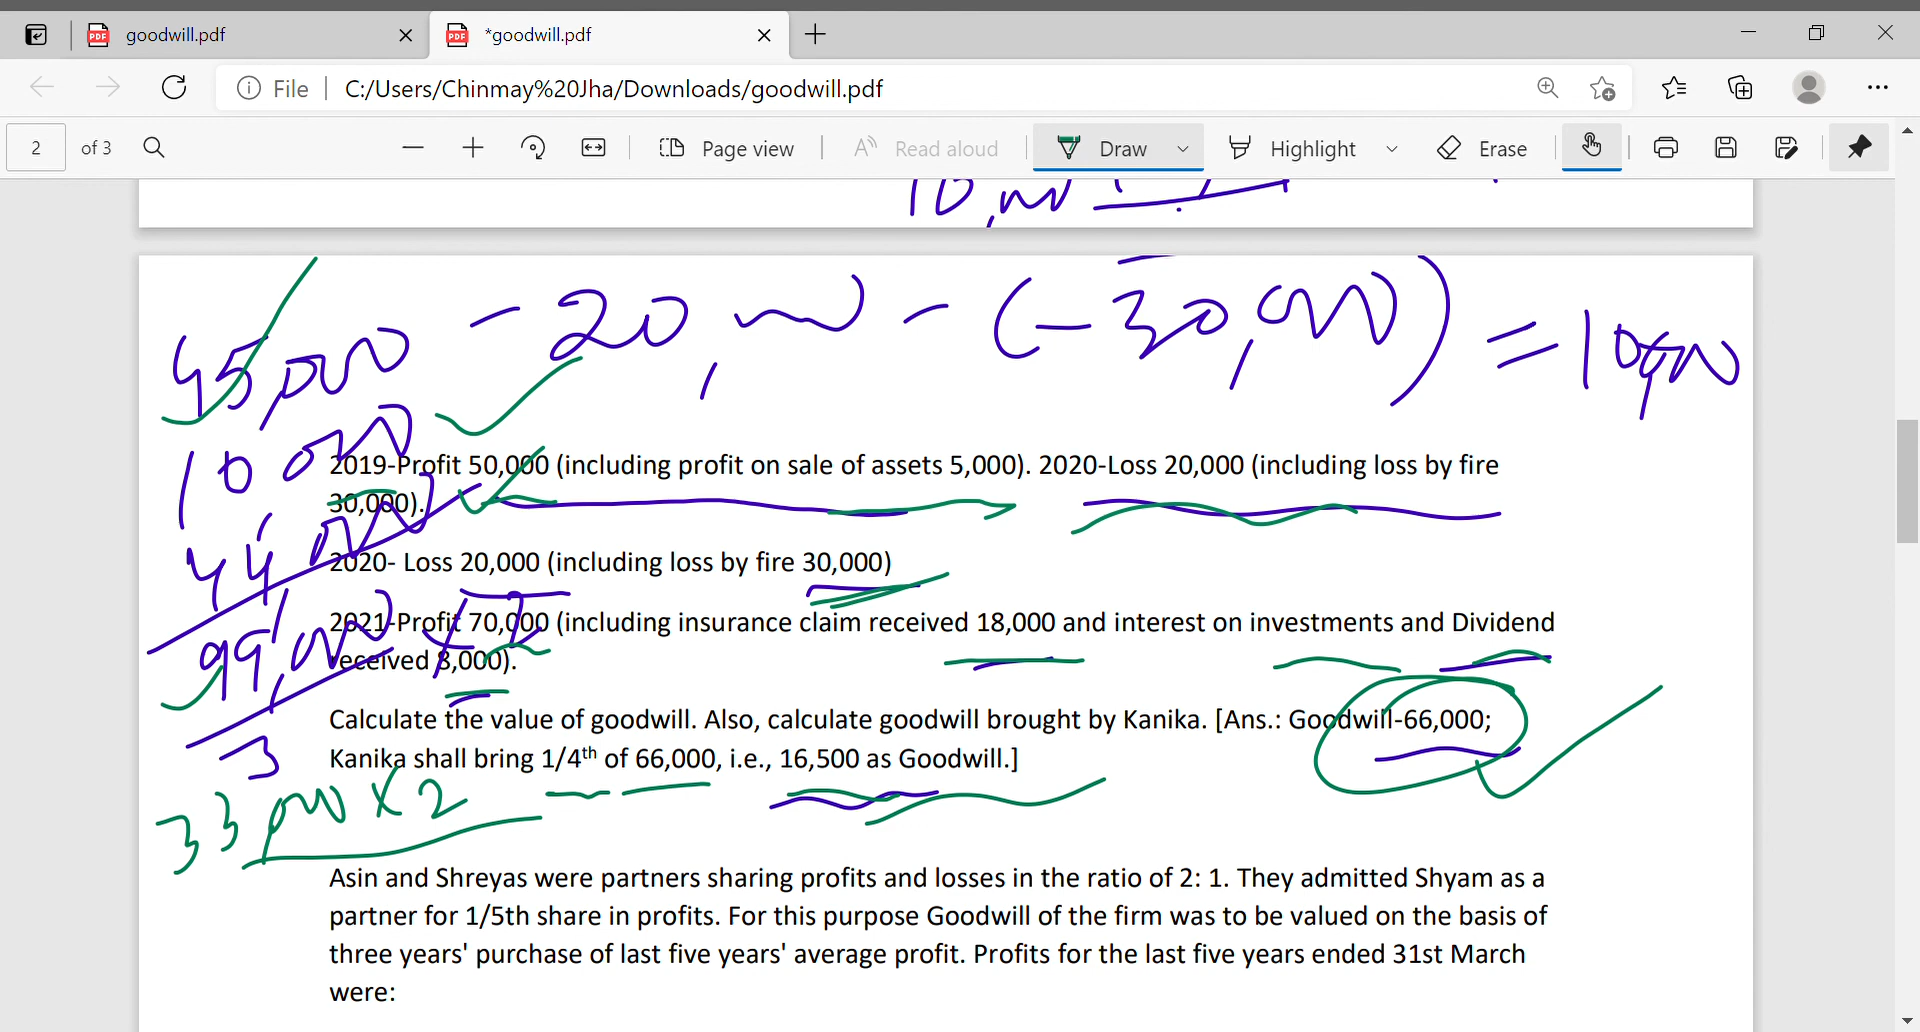 goodwill.pdf
*goodwill.pdf
File
C:/Users/Chinmay%20Jha/Downloads/goodwill.pdf
2 of 3
Page view
Read aloud
Draw
Highlight
Erase
45,000 - 20,000 - (-30,000) = 10,000
10 000
44,000
2019-Profit 50,000 (including profit on sale of assets 5,000). 2020-Loss 20,000 (including loss by fire
30,000).
2020- Loss 20,000 (including loss by fire 30,000)
99,000 × 2
3
2021-Profit 70,000 (including insurance claim received 18,000 and interest on investments and Dividend
received 8,000).
Calculate the value of goodwill. Also, calculate goodwill brought by Kanika. [Ans.: Goodwill-66,000;
Kanika shall bring 1/4th of 66,000, i.e., 16,500 as Goodwill.]
33,000 × 2
Asin and Shreyas were partners sharing profits and losses in the ratio of 2: 1. They admitted Shyam as a
partner for 1/5th share in profits. For this purpose Goodwill of the firm was to be valued on the basis of
three years' purchase of last five years' average profit. Profits for the last five years ended 31st March
were: